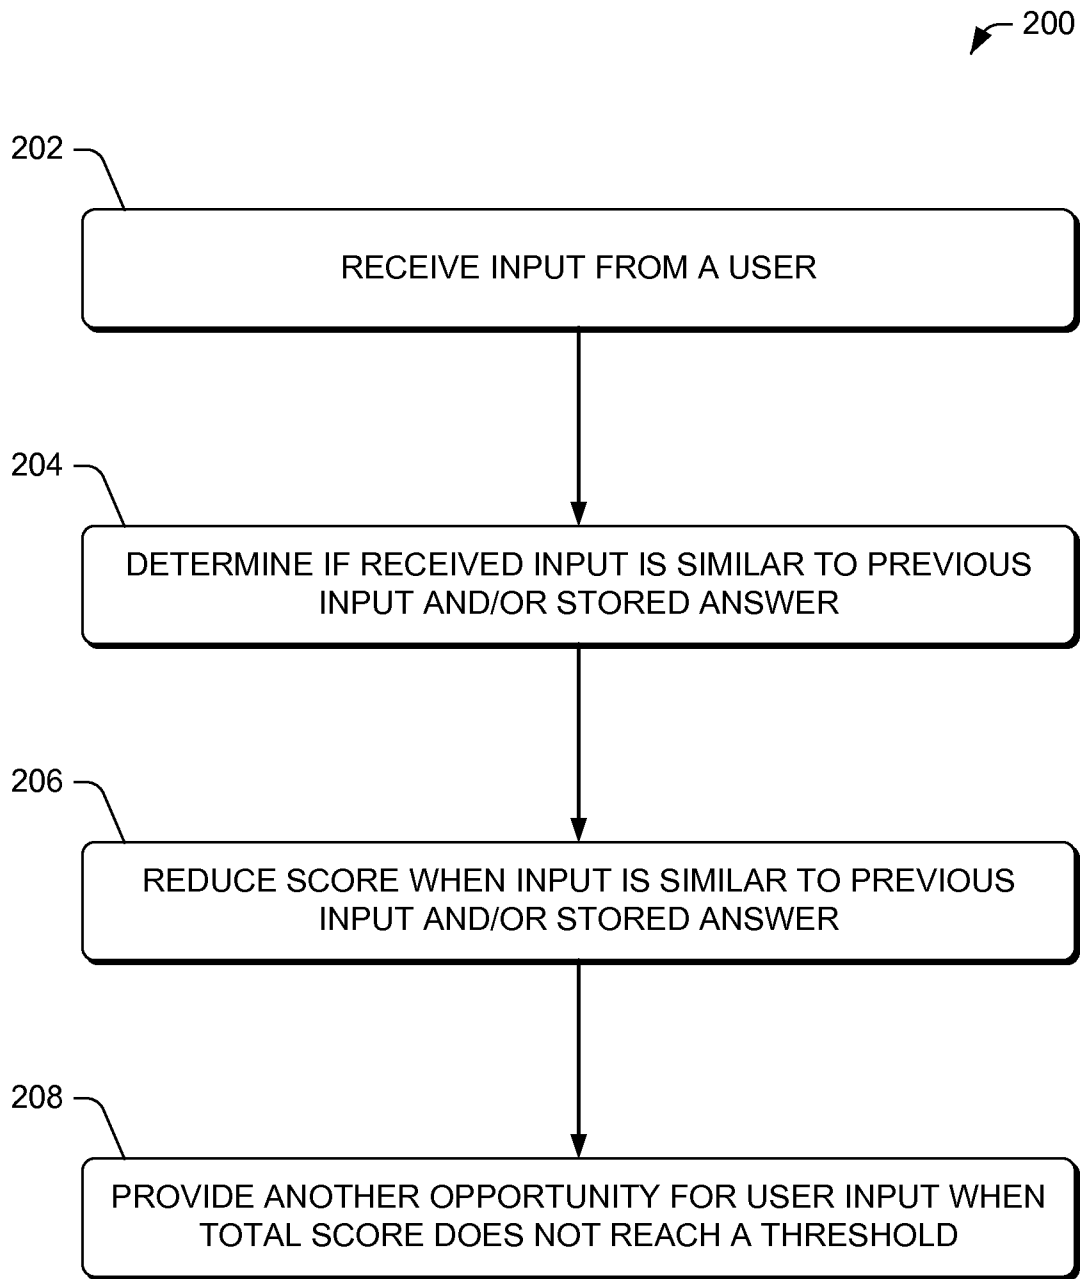 200
202
RECEIVE INPUT FROM A USER
204
DETERMINE IF RECEIVED INPUT IS SIMILAR TO PREVIOUS
INPUT AND/OR STORED ANSWER
206
REDUCE SCORE WHEN INPUT IS SIMILAR TO PREVIOUS
INPUT AND/OR STORED ANSWER
208
PROVIDE ANOTHER OPPORTUNITY FOR USER INPUT WHEN
TOTAL SCORE DOES NOT REACH A THRESHOLD